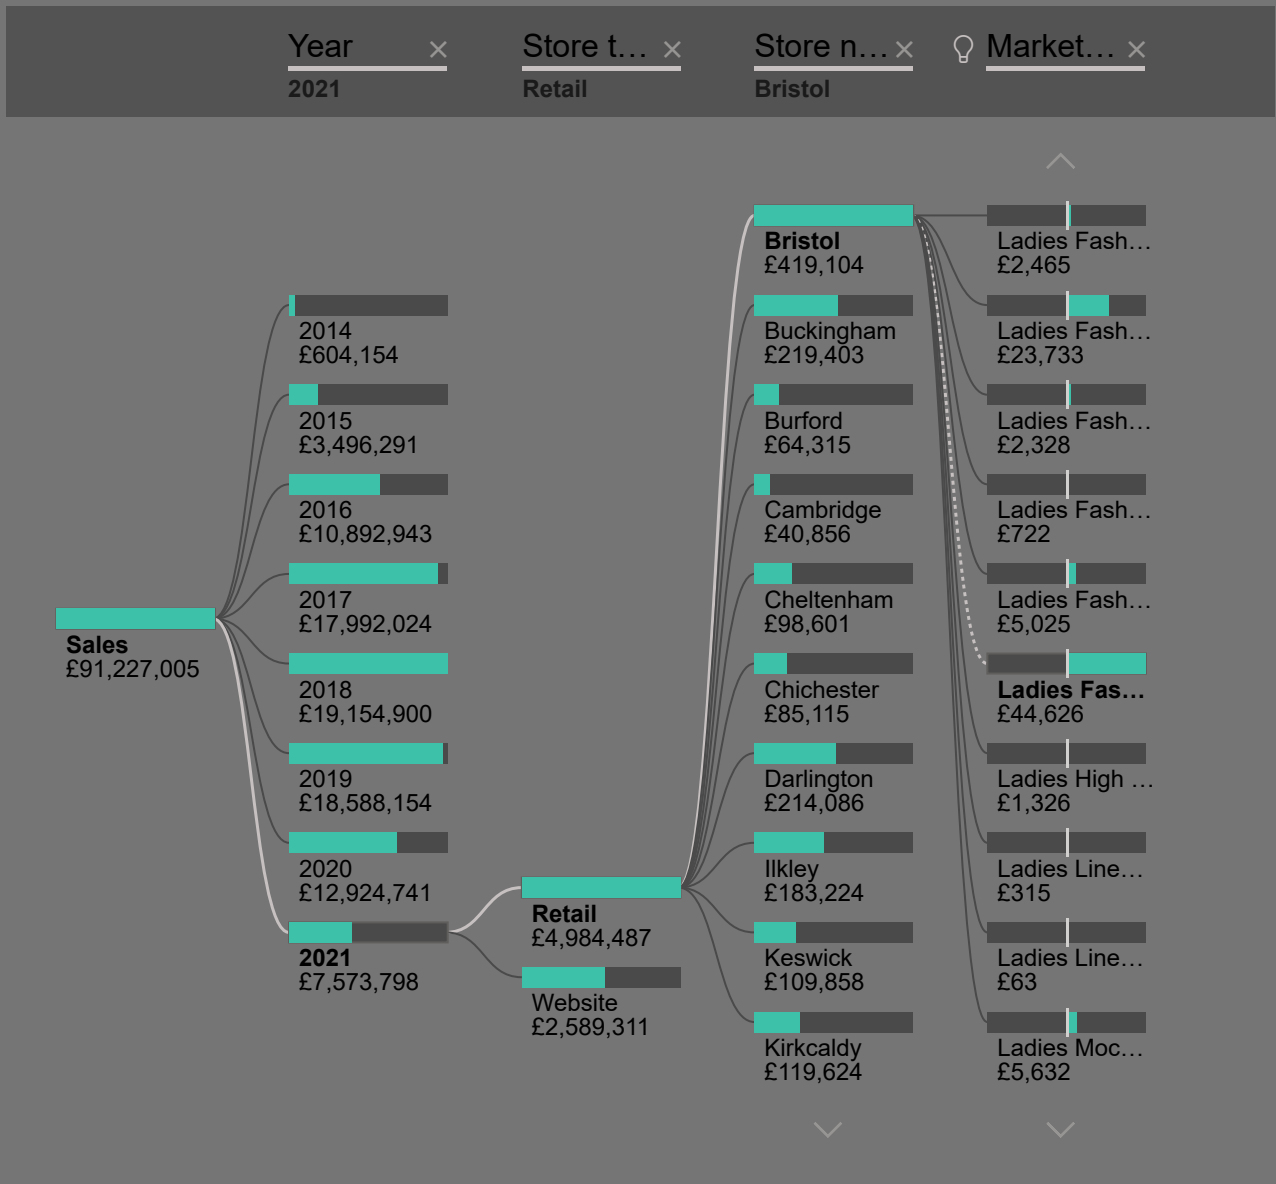 Year
Store t...
Store n...
Market...
2021
Retail
Bristol
Sales
£91,227,005
2014
£604,154
2015
£3,496,291
2016
£10,892,943
2017
£17,992,024
2018
£19,154,900
2019
£18,588,154
2020
£12,924,741
2021
£7,573,798
Retail
£4,984,487
Website
£2,589,311
Bristol
£419,104
Buckingham
£219,403
Burford
£64,315
Cambridge
£40,856
Cheltenham
£98,601
Chichester
£85,115
Darlington
£214,086
Ilkley
£183,224
Keswick
£109,858
Kirkcaldy
£119,624
Ladies Fash...
£2,465
Ladies Fash...
£23,733
Ladies Fash...
£2,328
Ladies Fash...
£722
Ladies Fash...
£5,025
Ladies Fas...
£44,626
Ladies High ...
£1,326
Ladies Line...
£315
Ladies Line...
£63
Ladies Moc...
£5,632